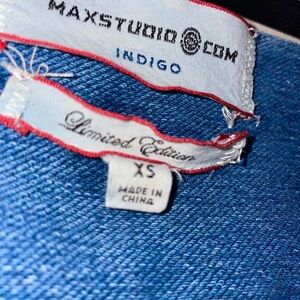 MAXSTUDIO COM
INDIGO
Limited Edition
XS
MADE IN
CHINA